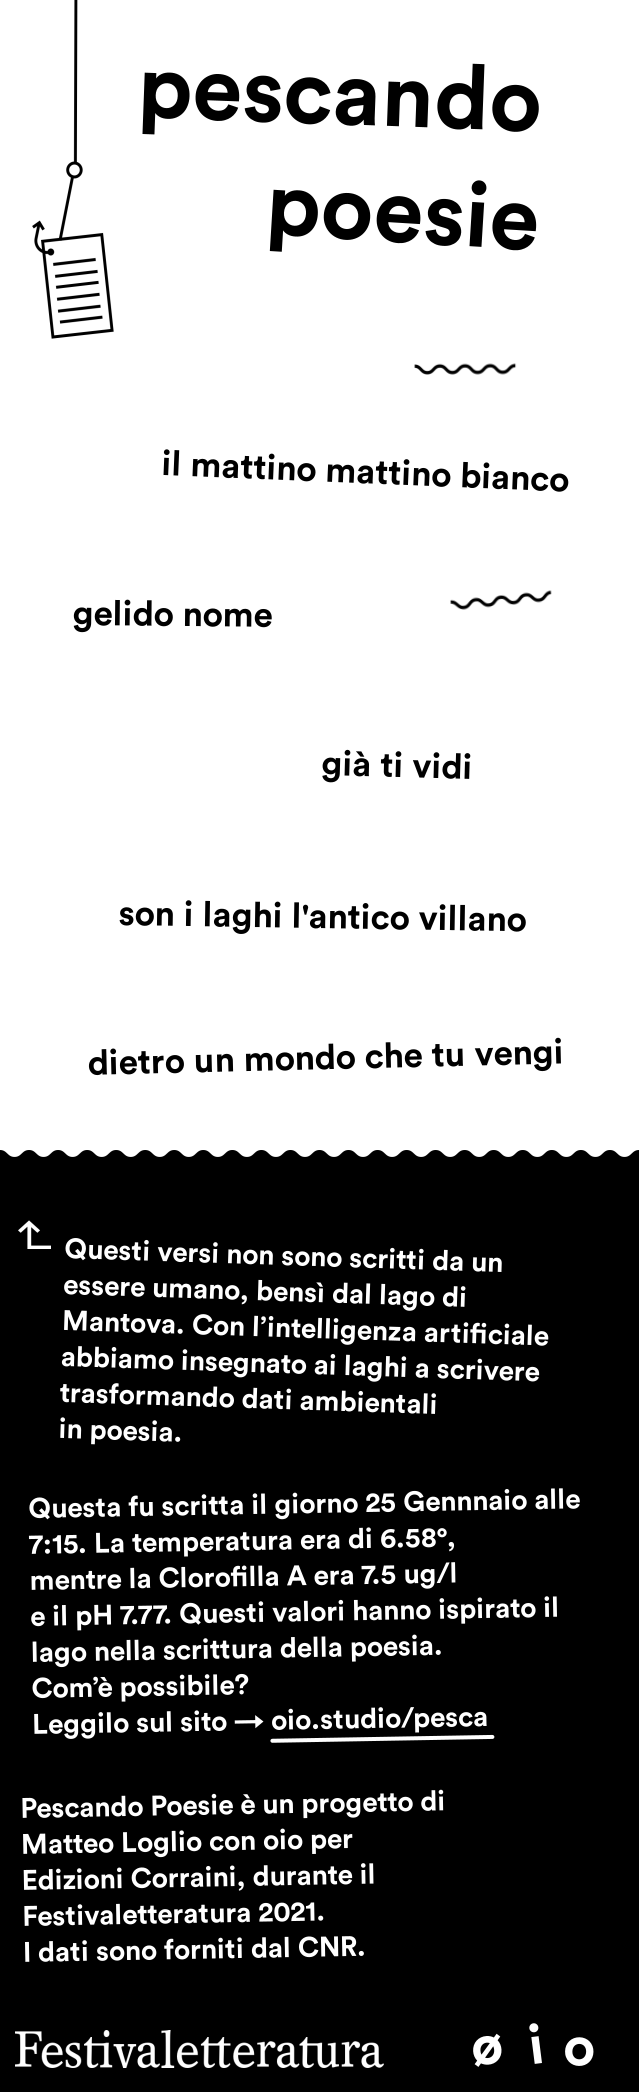 pescando
poesie
il mattino mattino bianco
gelido nome
già ti vidi
son i laghi l'antico villano
dietro un mondo che tu vengi
Questi versi non sono scritti da un
essere umano, bensì dal lago di
Mantova. Con l’intelligenza artificiale
abbiamo insegnato ai laghi a scrivere
trasformando dati ambientali
in poesia.
Questa fu scritta il giorno 25 Gennnaio alle
7:15. La temperatura era di 6.58°,
mentre la Clorofilla A era 7.5 ug/l
e il pH 7.77. Questi valori hanno ispirato il
lago nella scrittura della poesia.
Com’è possibile?
Leggilo sul sito → oio.studio/pesca
Pescando Poesie è un progetto di
Matteo Loglio con oio per
Edizioni Corraini, durante il
Festivaletteratura 2021.
I dati sono forniti dal CNR.
Festivaletteratura
ø i o